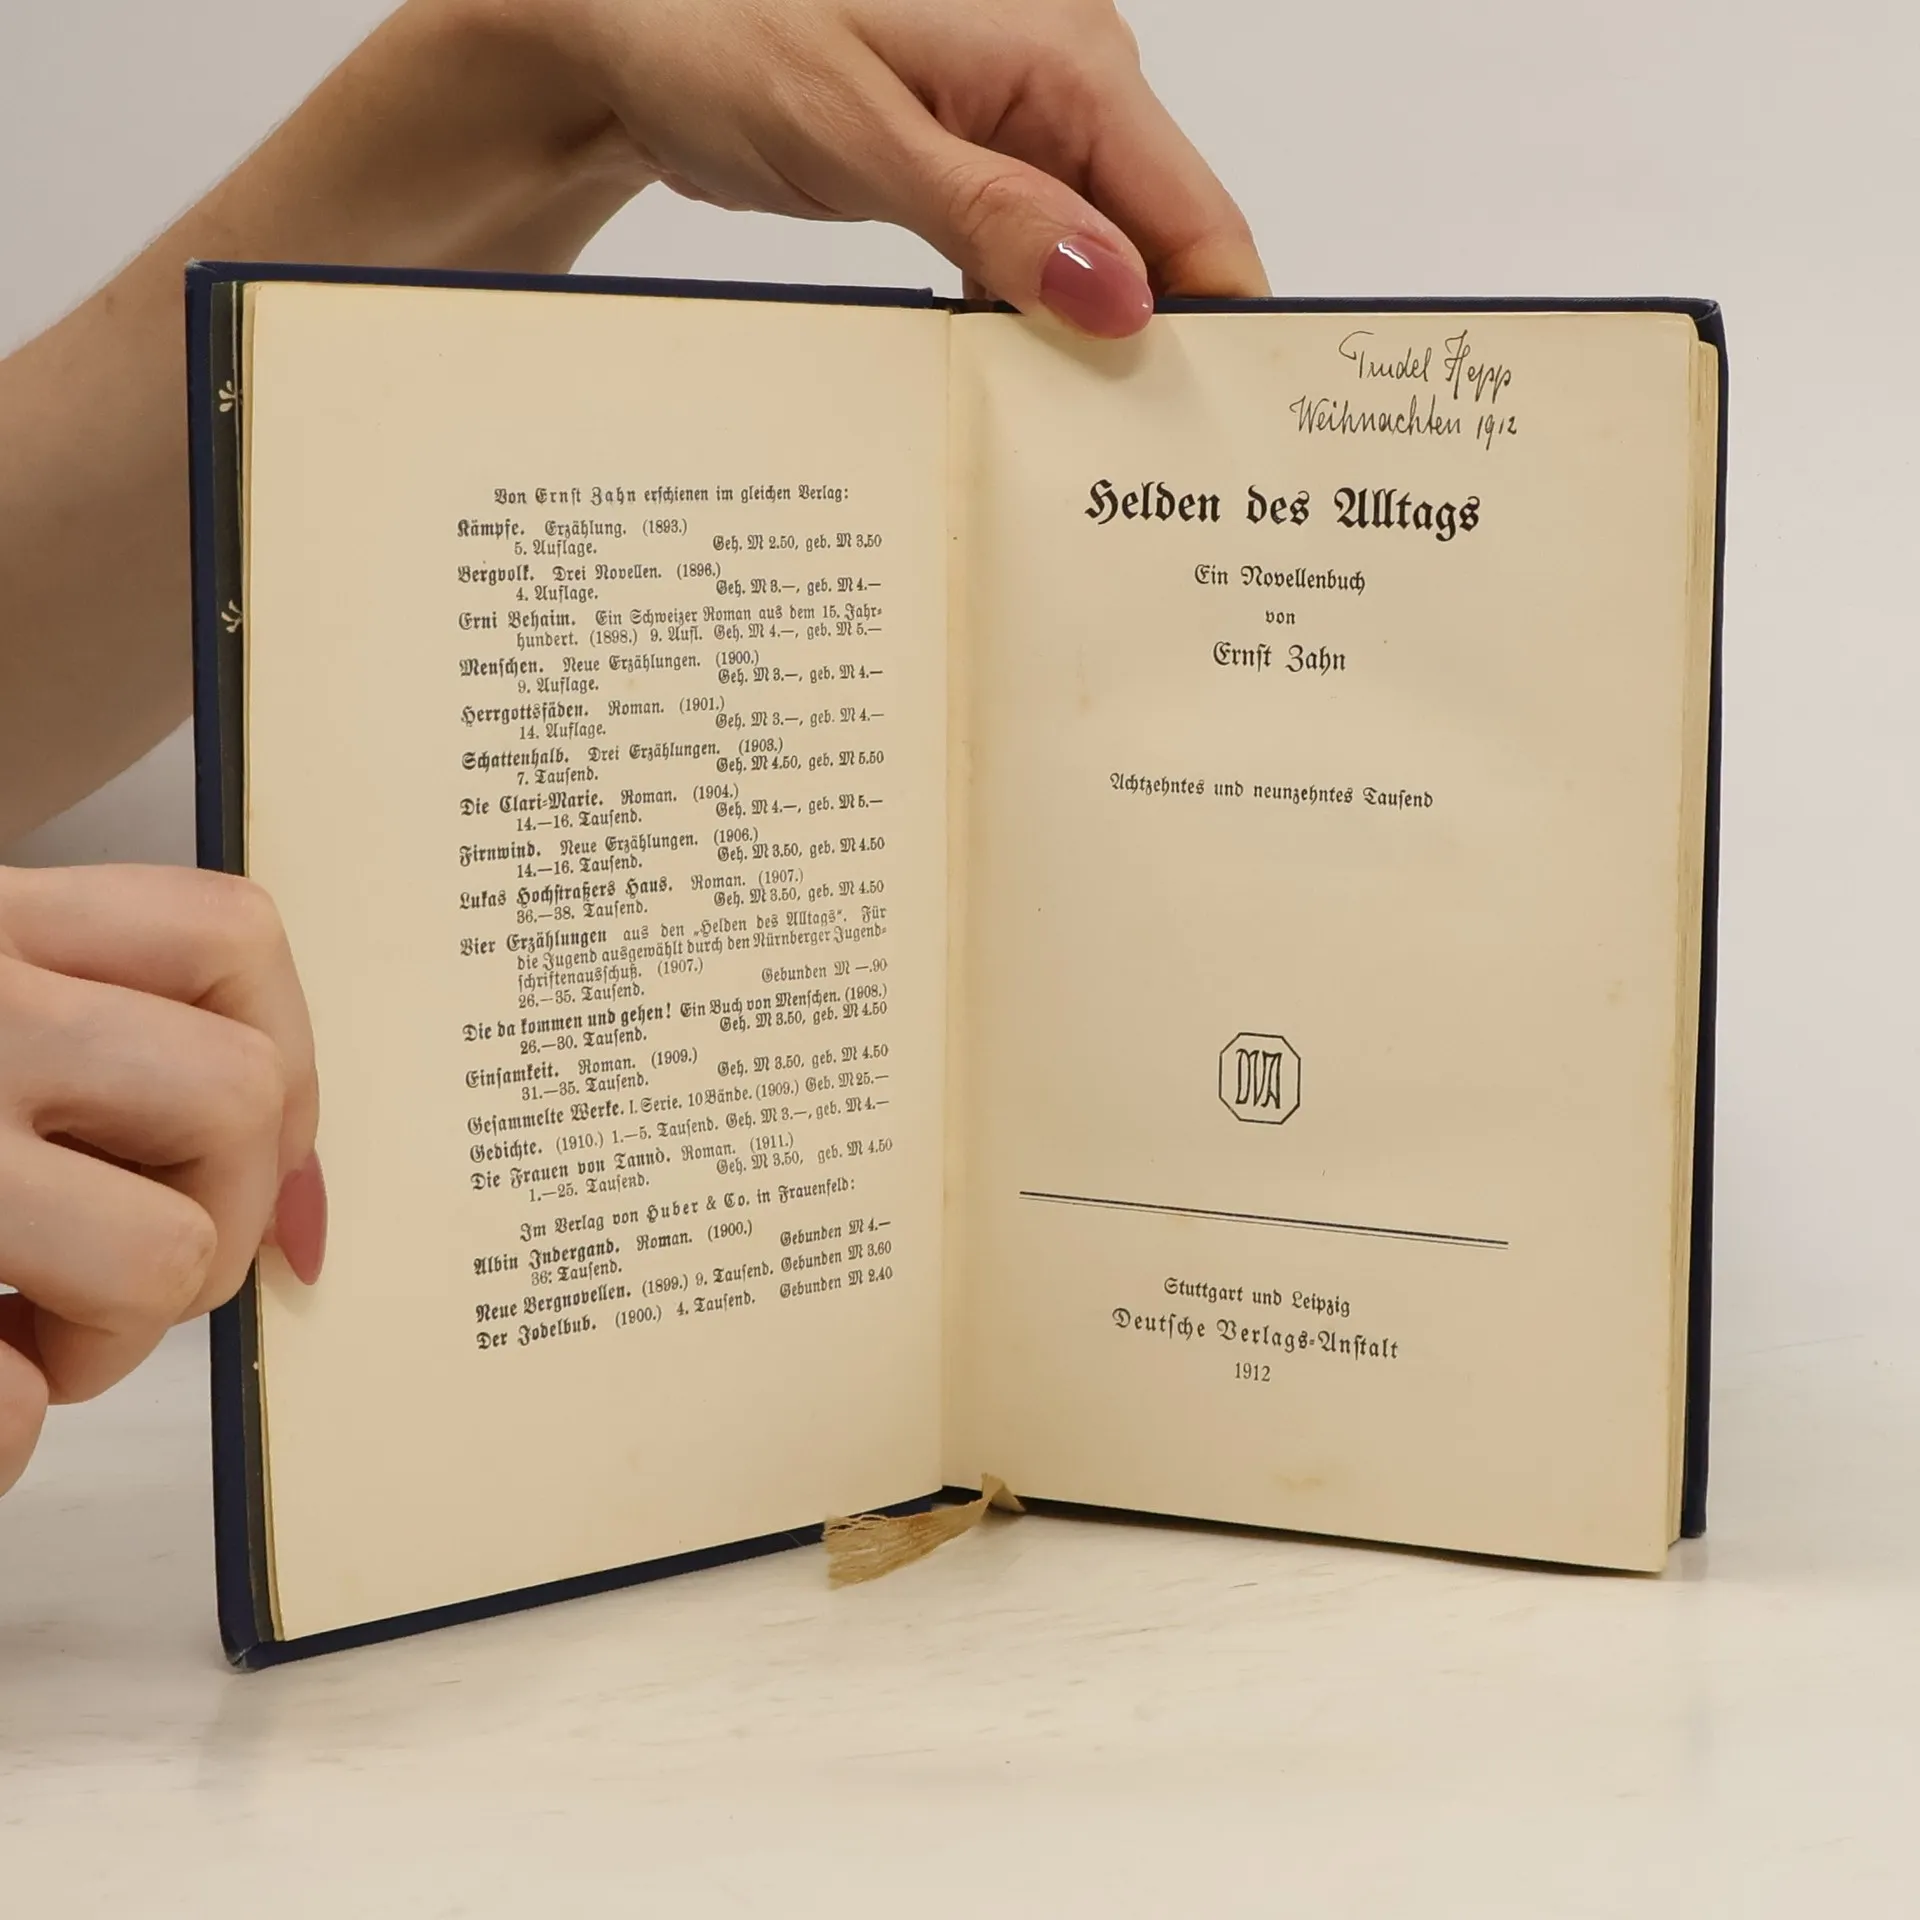 Von Ernst Zahn erschienen im gleichen Verlag:
Kämpfe. Erzählung. (1893.)
5. Auflage. Geh. M 2.50, geb. M 3.50
Bergvolk. Drei Novellen. (1896.)
4. Auflage. Geh. M 3.—, geb. M 4.—
Erni Behaim. Ein Schweizer Roman aus dem 15. Jahr-
hundert. (1898.) 9. Aufl. Geh. M 4.—, geb. M 5.—
Menschen. Neue Erzählungen. (1900.)
9. Auflage. Geh. M 3.—, geb. M 4.—
Herrgottsfäden. Roman. (1901.)
14. Auflage. Geh. M 3.—, geb. M 4.—
Schattenhalb. Drei Erzählungen. (1903.)
7. Tausend. Geh. M 4.50, geb. M 5.50
Die Clari-Marie. Roman. (1904.)
14.—16. Tausend. Geh. M 4.—, geb. M 5.—
Firnwind. Neue Erzählungen. (1906.)
14.—16. Tausend. Geh. M 3.50, geb. M 4.50
Lukas Hochstraßers Haus. Roman. (1907.)
36.—38. Tausend. Geh. M 3.50, geb. M 4.50
Vier Erzählungen aus den „Helden des Alltags“. Für
die Jugend ausgewählt durch den Nürnberger Jugend-
schriftenausschuß. (1907.)
26.—35. Tausend. Gebunden M —.90
Die da kommen und gehen! Ein Buch von Menschen. (1908.)
26.—30. Tausend. Geh. M 3.50, geb. M 4.50
Einsamkeit. Roman. (1909.)
31.—35. Tausend. Geh. M 3.50, geb. M 4.50
Gesammelte Werke. I. Serie. 10 Bände. (1909.) Geb. M 25.—
Gedichte. (1910.) 1.—5. Tausend. Geh. M 3.—, geb. M 4.—
Die Frauen von Tannò. Roman. (1911.)
1.—25. Tausend. Geh. M 3.50, geb. M 4.50
Im Verlag von Huber & Co. in Frauenfeld:
Albin Indergand. Roman. (1900.)
36. Tausend. Gebunden M 4.—
Neue Bergnovellen. (1899.) 9. Tausend. Gebunden M 3.60
Der Jodelbub. (1900.) 4. Tausend. Gebunden M 2.40
Trudel Hepp
Weihnachten 1912
Helden des Alltags
Ein Novellenbuch
von
Ernst Zahn
Achtzehntes und neunzehntes Tausend
DVA
Stuttgart und Leipzig
Deutsche Verlags-Anstalt
1912